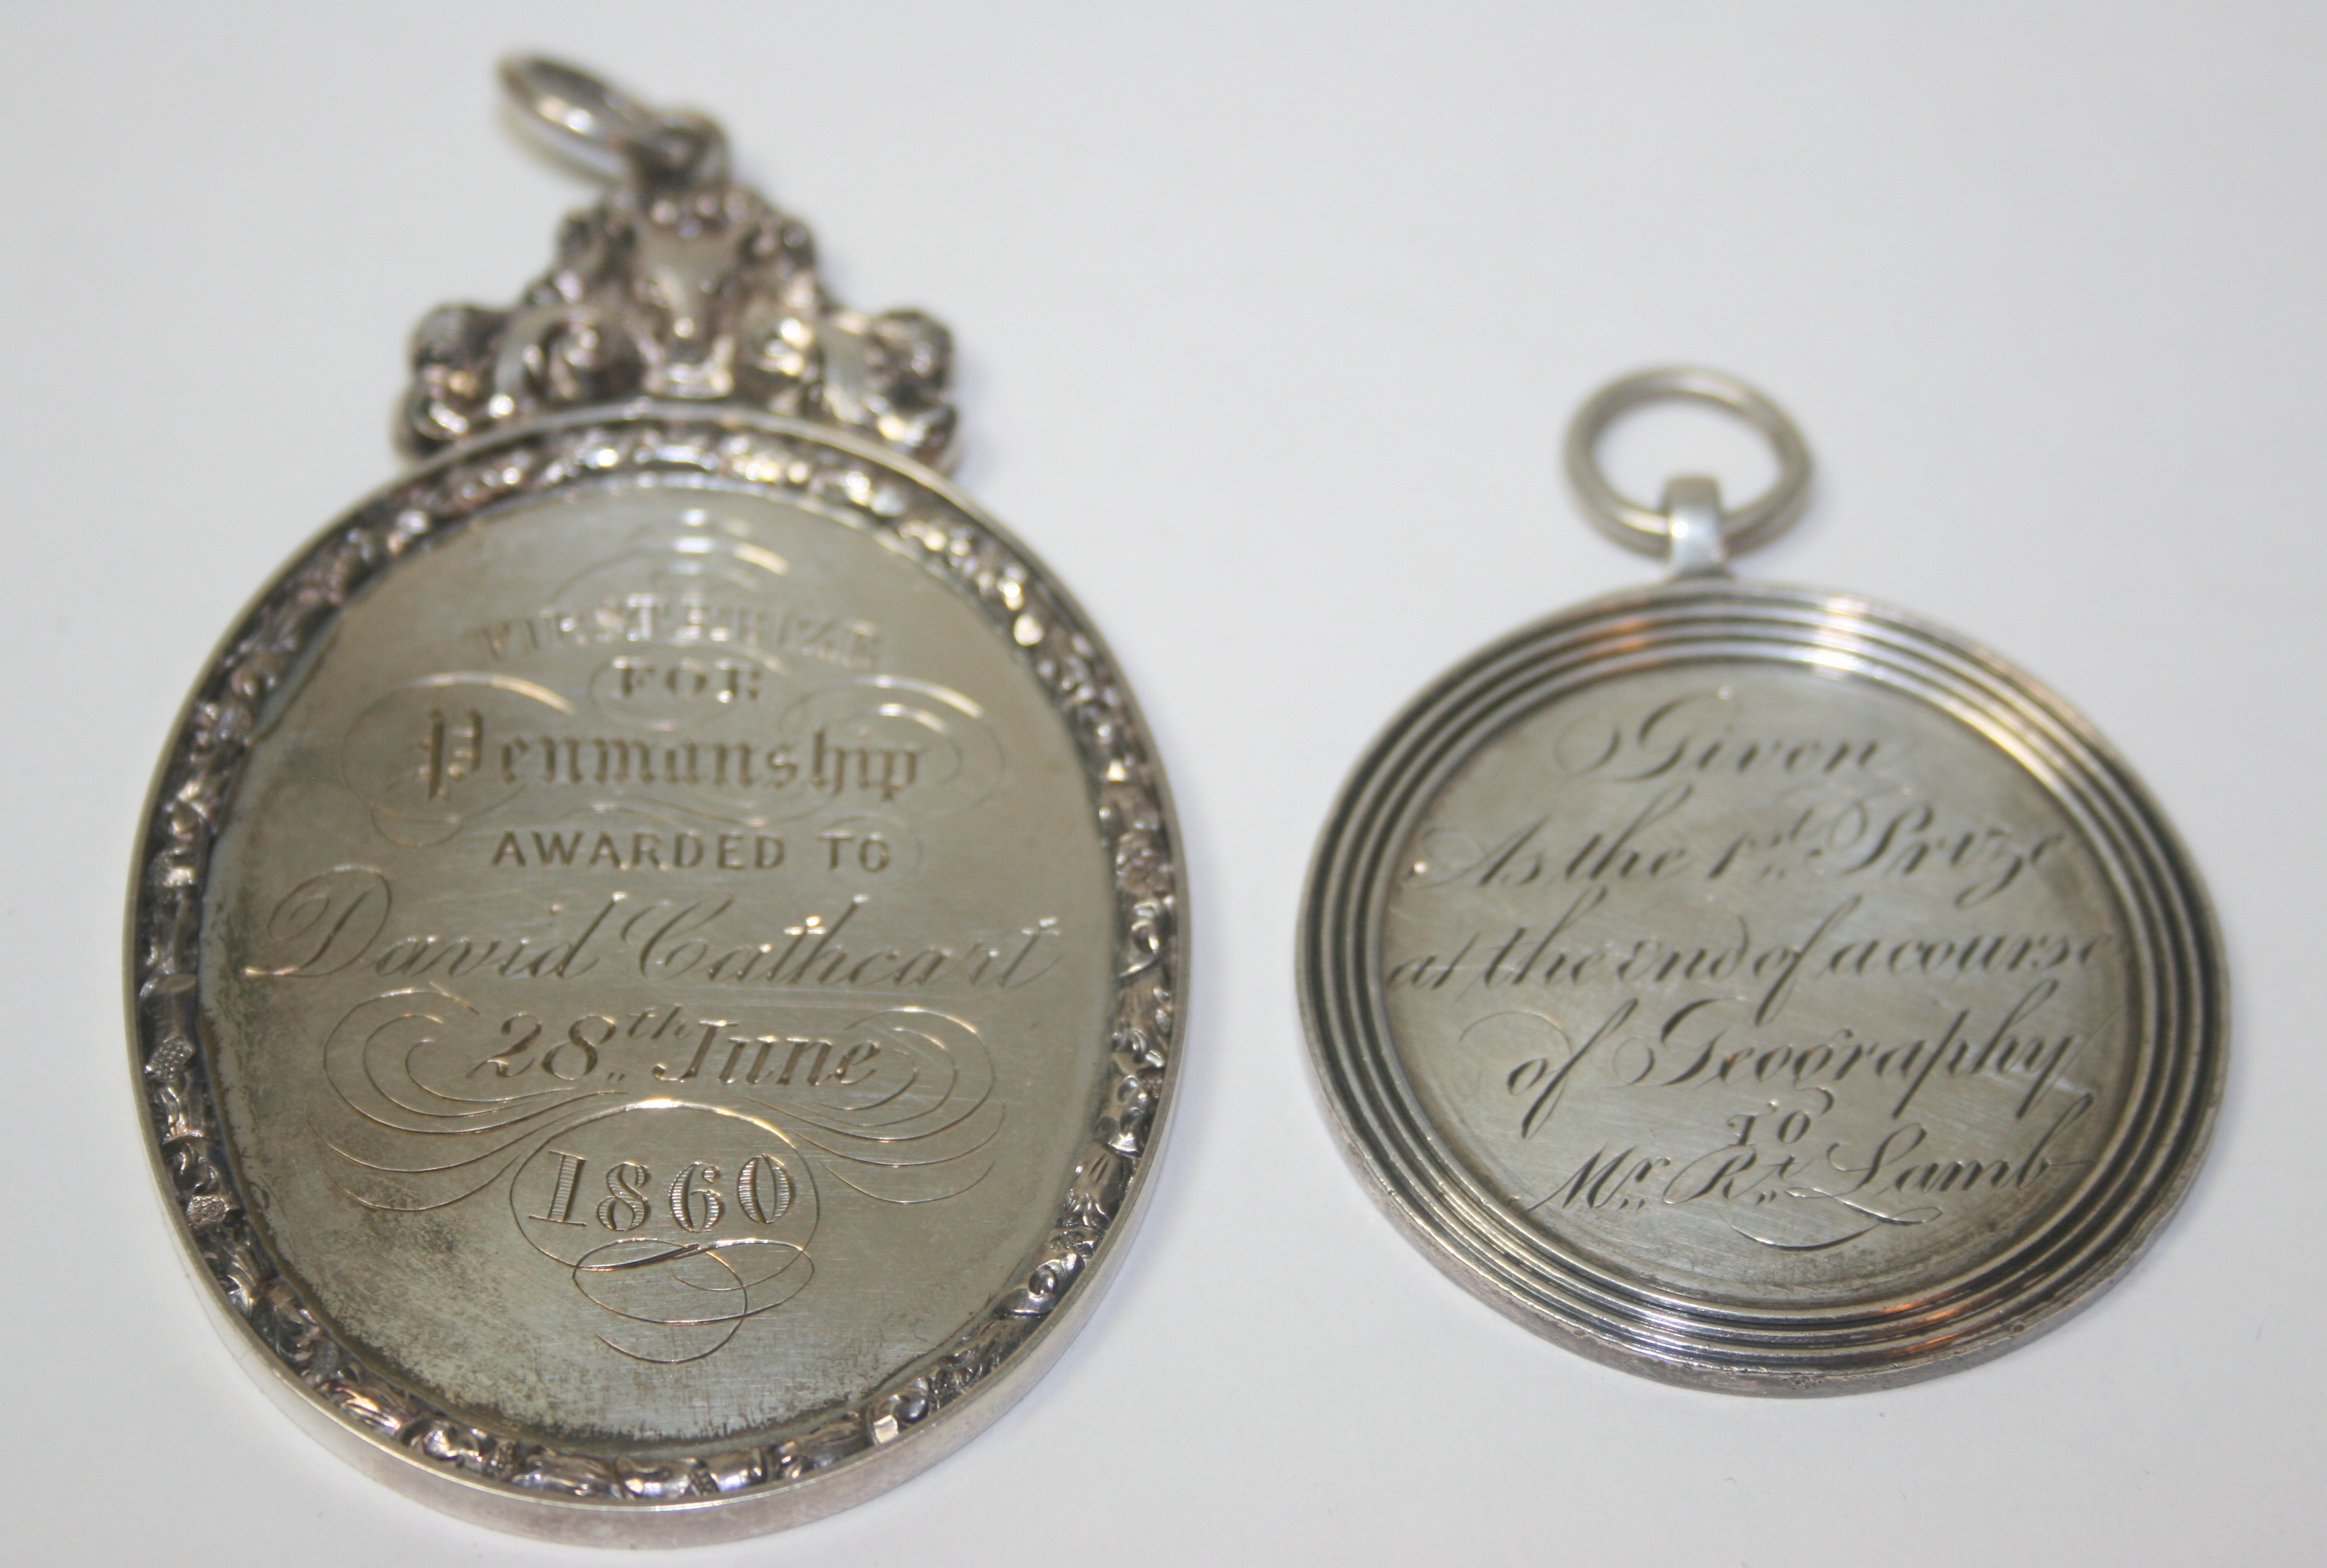 FIRST PRIZE
FOR
Penmanship
AWARDED TO
David Cathcart
28th June
1860
Given
As the 1st Prize
at the end of a course
of Geography
TO
Mr. Rt. Lamb